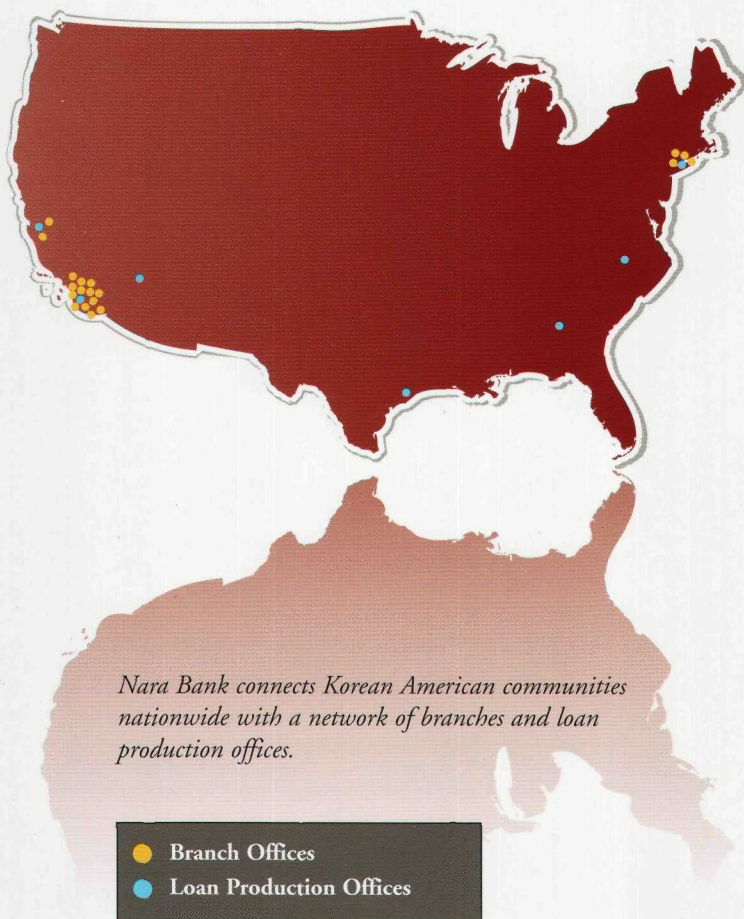 Nara Bank connects Korean American communities
nationwide with a network of branches and loan
production offices.
Branch Offices
Loan Production Offices